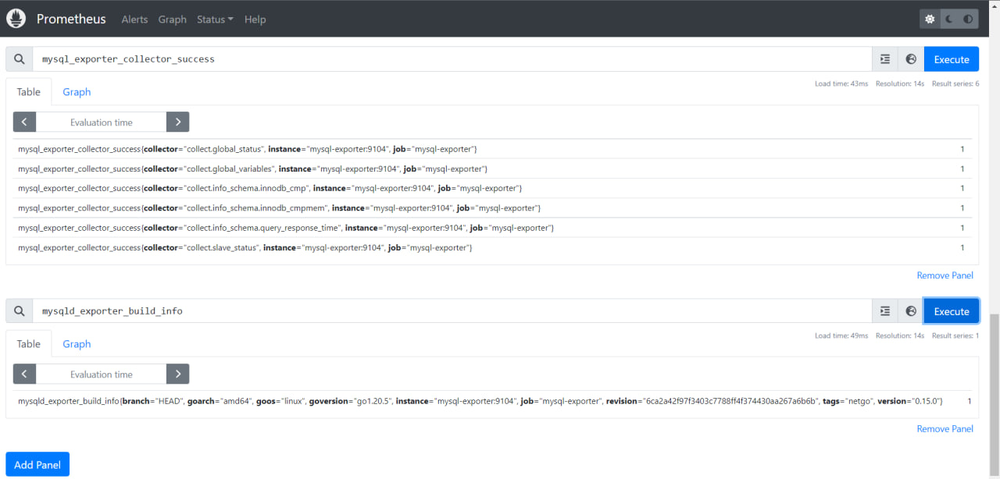 Prometheus Alerts Graph Status Help
mysql_exporter_collector_success Execute
Load time: 43ms Resolution: 14s Result series: 6
Table Graph
Evaluation time
mysql_exporter_collector_success{collector="collect.global_status", instance="mysql-exporter:9104", job="mysql-exporter"} 1
mysql_exporter_collector_success{collector="collect.global_variables", instance="mysql-exporter:9104", job="mysql-exporter"} 1
mysql_exporter_collector_success{collector="collect.info_schema.innodb_cmp", instance="mysql-exporter:9104", job="mysql-exporter"} 1
mysql_exporter_collector_success{collector="collect.info_schema.innodb_cmpmem", instance="mysql-exporter:9104", job="mysql-exporter"} 1
mysql_exporter_collector_success{collector="collect.info_schema.query_response_time", instance="mysql-exporter:9104", job="mysql-exporter"} 1
mysql_exporter_collector_success{collector="collect.slave_status", instance="mysql-exporter:9104", job="mysql-exporter"} 1
Remove Panel
mysqld_exporter_build_info Execute
Load time: 49ms Resolution: 14s Result series: 1
Table Graph
Evaluation time
mysqld_exporter_build_info{branch="HEAD", goarch="amd64", goos="linux", goversion="go1.20.5", instance="mysql-exporter:9104", job="mysql-exporter", revision="6ca2a42f97f3403c7788ff4f374430aa267a6b6b", tags="netgo", version="0.15.0"} 1
Remove Panel
Add Panel